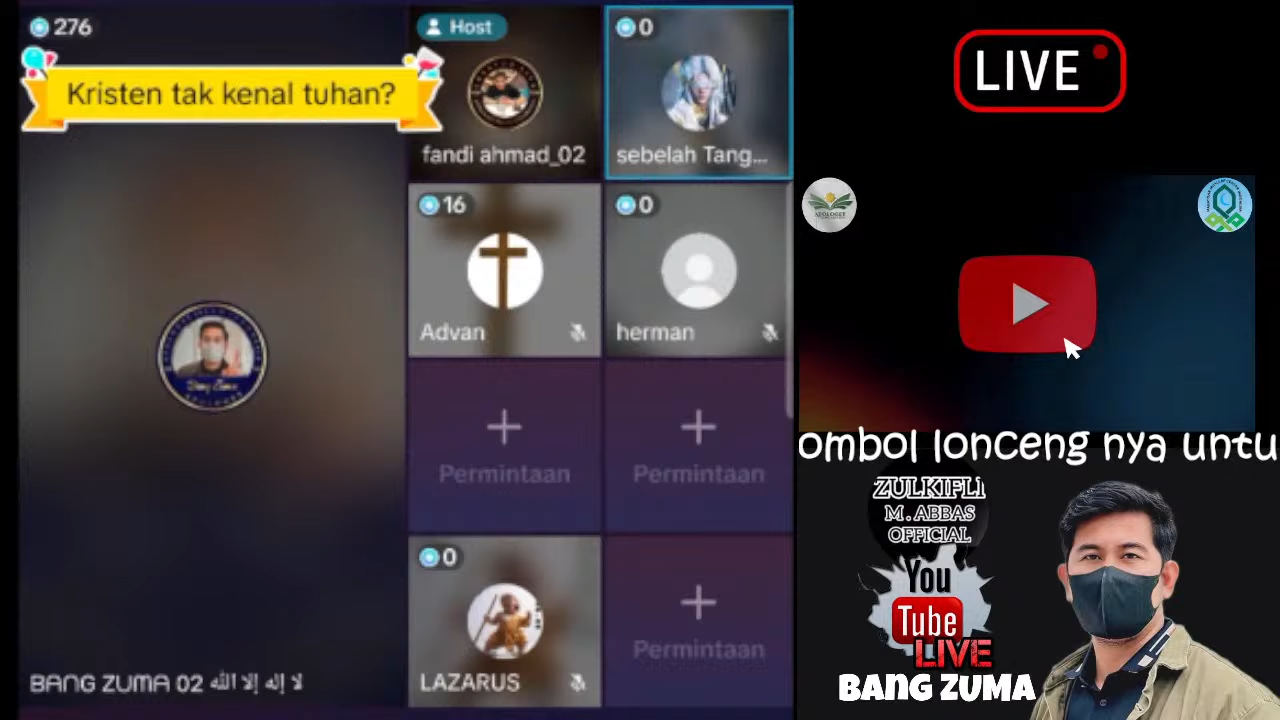 276
Kristen tak kenal tuhan?
Host
fandi ahmad_02
0
sebelah Tang...
16
Advan
0
herman
Permintaan
Permintaan
0
LAZARUS
Permintaan
BANG ZUMA 02 لا إله إلا الله
LIVE
APOLOGET
ombol lonceng nya untu
ZULKIFLI
M.ABBAS
OFFICIAL
You
Tube
LIVE
BANG ZUMA